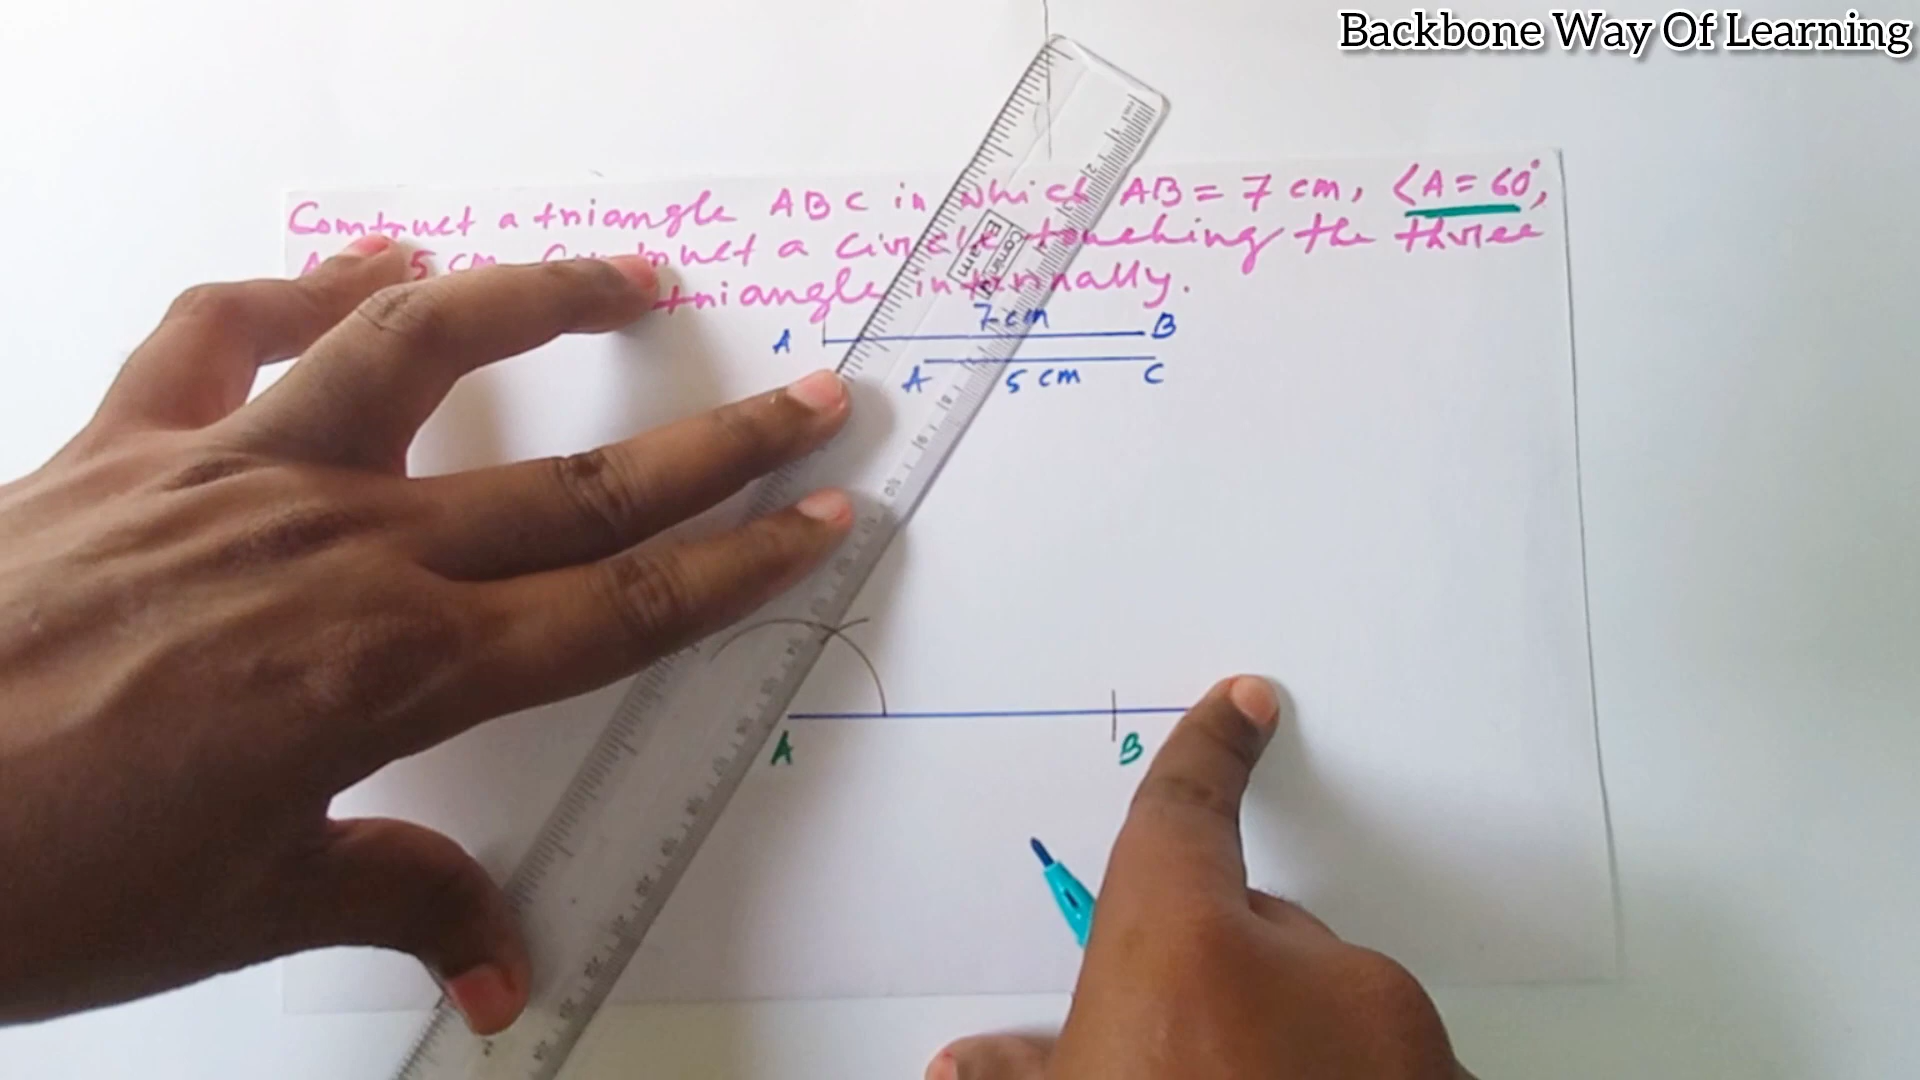 Backbone Way Of Learning
Construct a triangle ABC in which AB = 7 cm, <A = 60°,
5 cm. Construct a circle touching the three
triangle internally.
7 cm
A B
A 5 cm C
A B